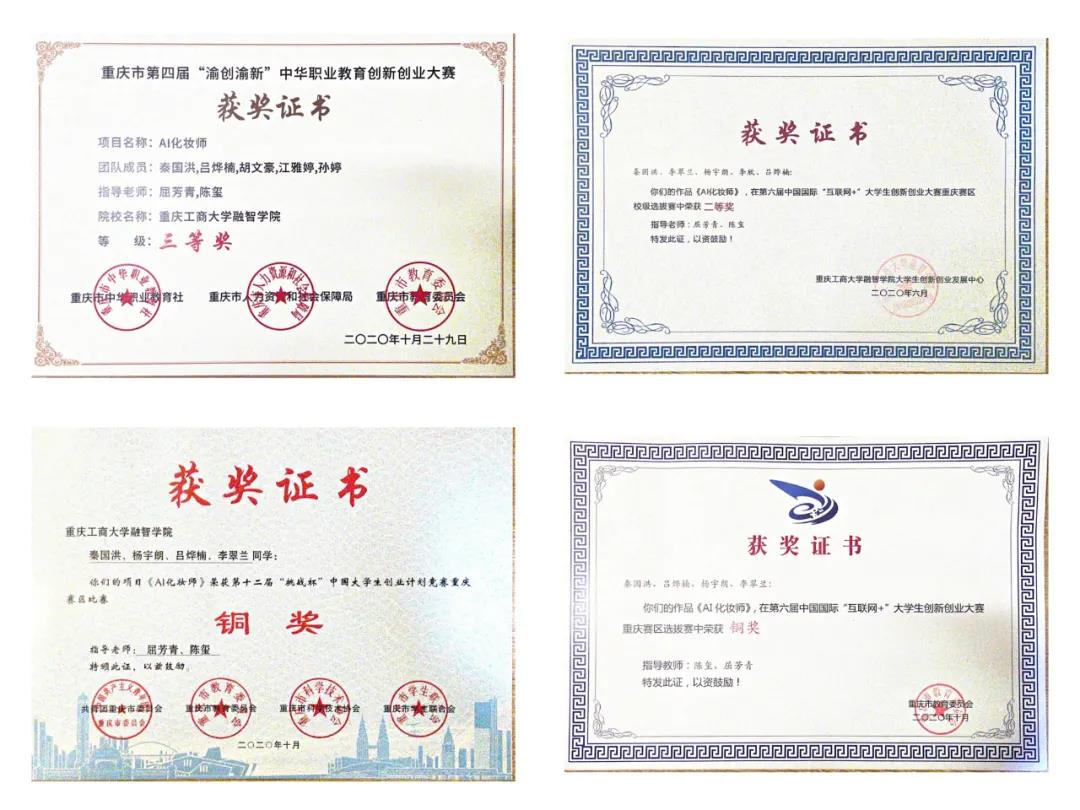 重庆市第四届“渝创渝新”中华职业教育创新创业大赛
获奖证书
项目名称：AI化妆师
团队成员：秦国洪,吕烨楠,胡文豪,江雅婷,孙婷
指导老师：屈芳青,陈玺
院校名称：重庆工商大学融智学院
等 级：三等奖
重庆市中华职业教育社 重庆市人力资源和社会保障局 重庆市教育委员会
二〇二〇年十月二十九日
获奖证书
秦国洪、李翠兰、杨宇朗、李欣、吕烨楠:
你们的作品《AI化妆师》，在第六届中国国际“互联网+”大学生创新创业大赛重庆赛区
校级选拔赛中荣获 二等奖
指导老师：屈芳青、陈玺
特发此证，以资鼓励！
重庆工商大学融智学院大学生创新创业发展中心
二〇二〇年六月
获奖证书
重庆工商大学融智学院
秦国洪、杨宇朗、吕烨楠、李翠兰 同学：
你们的项目《AI化妆师》荣获第十二届“挑战杯”中国大学生创业计划竞赛重庆
赛区比赛
铜 奖
指导老师：屈芳青、陈玺
特颁此证，以兹鼓励。
共青团重庆市委员会 重庆市教育委员会 重庆市科学技术协会 重庆市学生联合会
二〇二〇年十月
获奖证书
秦国洪、吕烨楠、杨宇朗、李翠兰：
你们的作品《AI化妆师》，在第六届中国国际“互联网+”大学生创新创业大赛
重庆赛区选拔赛中荣获 铜奖
指导教师：陈玺、屈芳青
特发此证，以资鼓励！
重庆市教育委员会
二〇二〇年十月